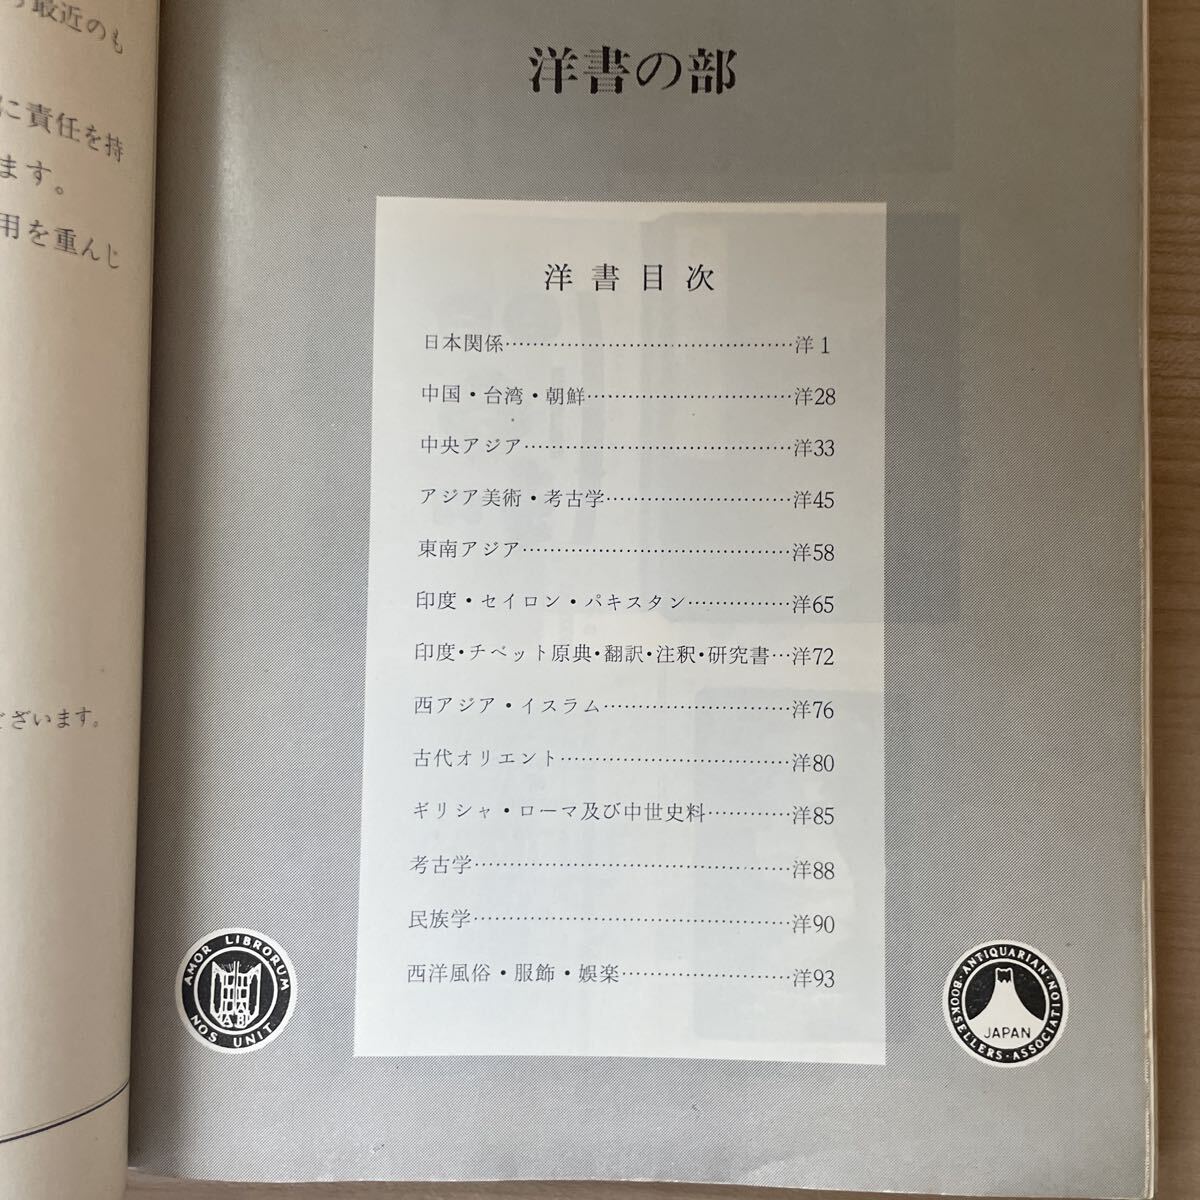 最近のも
に責任を持
ます。
用を重んじ
ございます。
洋書の部
洋書目次
日本関係……………………………………洋1
中国・台湾・朝鮮…………………………洋28
中央アジア…………………………………洋33
アジア美術・考古学………………………洋45
東南アジア…………………………………洋58
印度・セイロン・パキスタン……………洋65
印度・チベット原典・翻訳・注釈・研究書…洋72
西アジア・イスラム………………………洋76
古代オリエント……………………………洋80
ギリシャ・ローマ及び中世史料…………洋85
考古学………………………………………洋88
民族学………………………………………洋90
西洋風俗・服飾・娯楽……………………洋93
AMOR LIBRORUM NOS UNIT
ANTIQUARIAN・BOOKSELLERS・ASSOCIATION
JAPAN